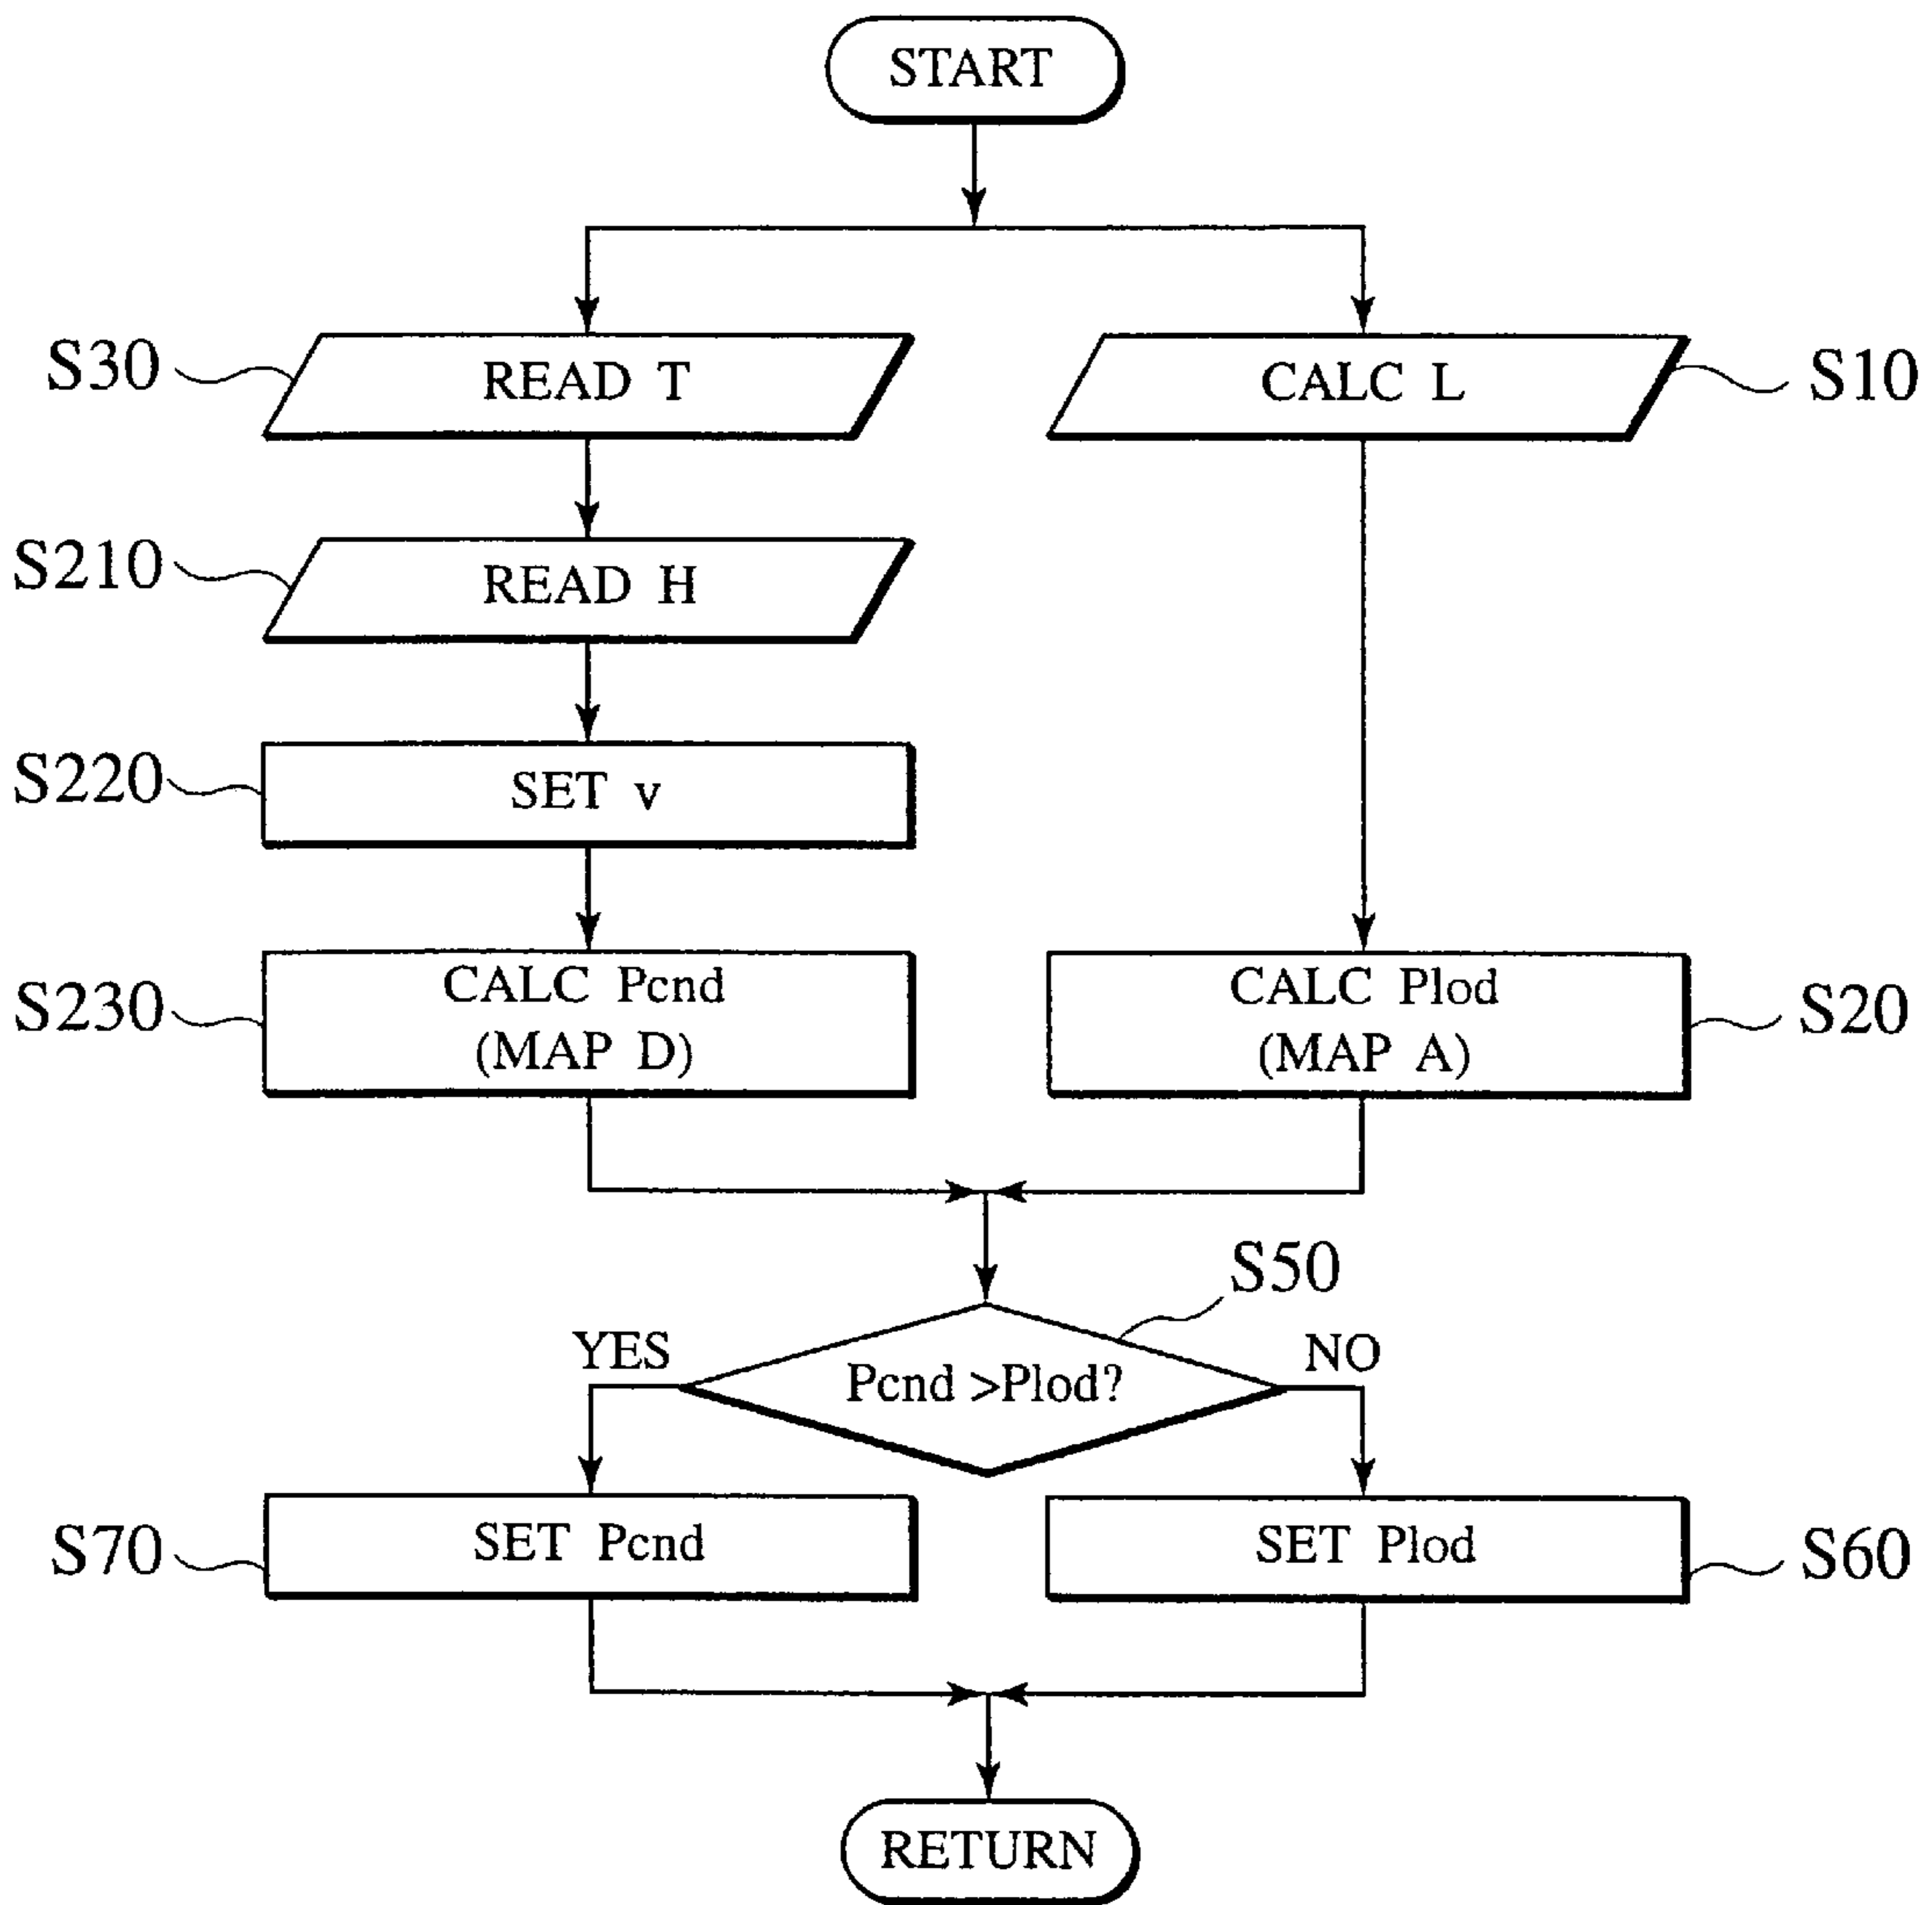 START
S30
READ T
CALC L
S10
S210
READ H
S220
SET v
S230
CALC Pcnd
(MAP D)
CALC Plod
(MAP A)
S20
S50
YES
Pcnd >Plod?
NO
S70
SET Pcnd
SET Plod
S60
RETURN